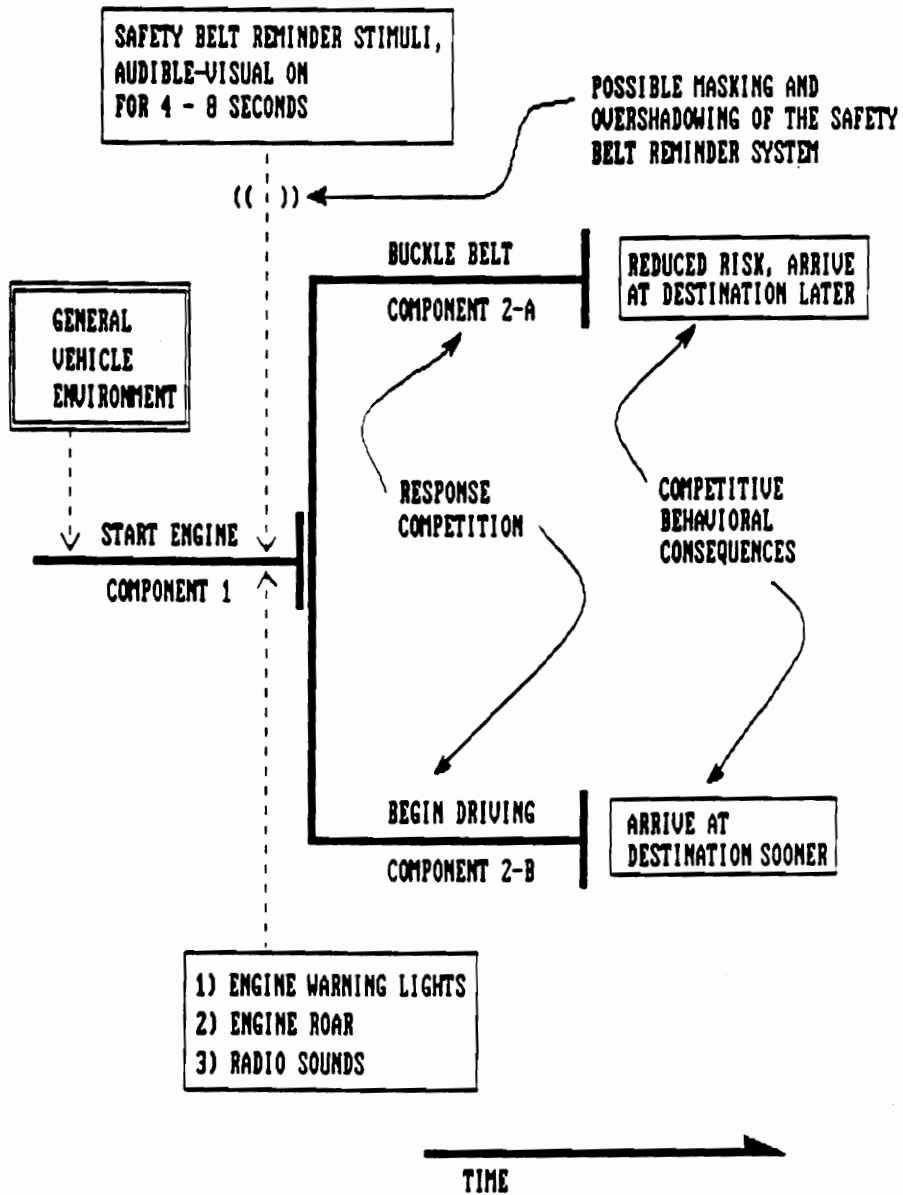 SAFETY BELT REMINDER STIMULI,
AUDIBLE-VISUAL ON
FOR 4 - 8 SECONDS
POSSIBLE MASKING AND
OVERSHADOWING OF THE SAFETY
BELT REMINDER SYSTEM
(( ))
BUCKLE BELT
COMPONENT 2-A
REDUCED RISK, ARRIVE
AT DESTINATION LATER
GENERAL
VEHICLE
ENVIRONMENT
RESPONSE
COMPETITION
COMPETITIVE
BEHAVIORAL
CONSEQUENCES
START ENGINE
COMPONENT 1
BEGIN DRIVING
COMPONENT 2-B
ARRIVE AT
DESTINATION SOONER
1) ENGINE WARNING LIGHTS
2) ENGINE ROAR
3) RADIO SOUNDS
TIME